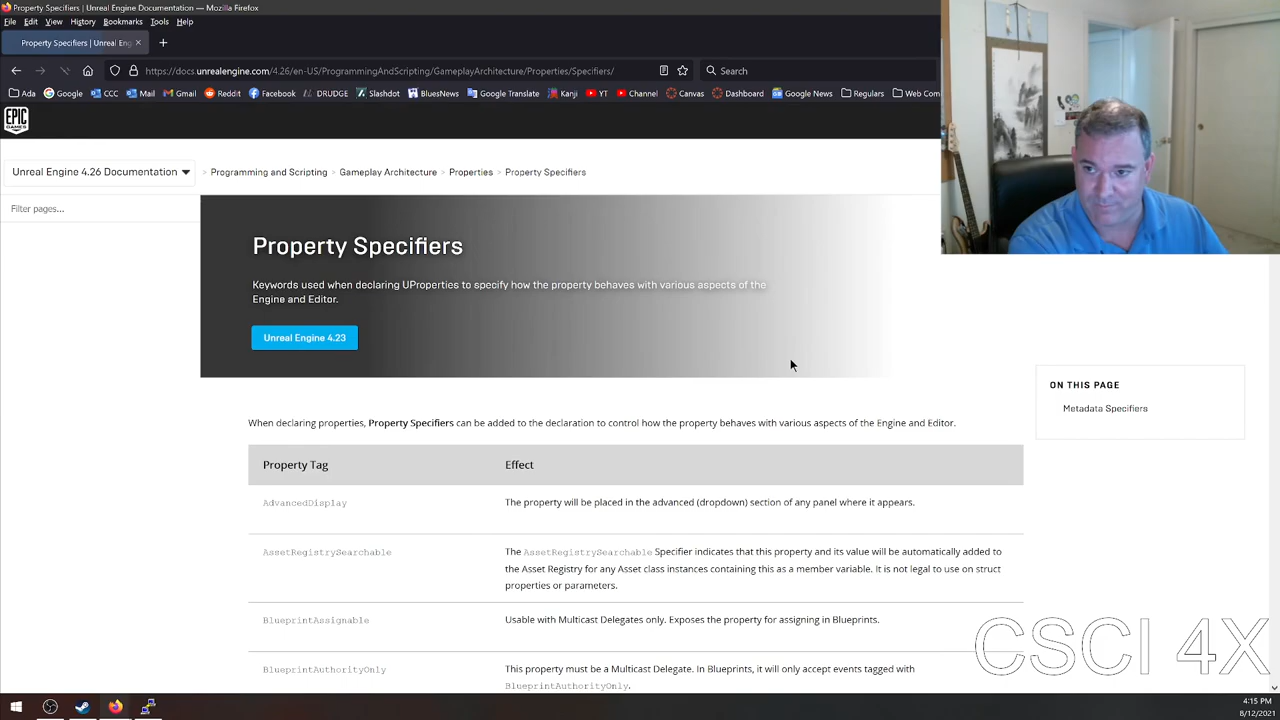 Property Specifiers | Unreal Engine Documentation — Mozilla Firefox
File Edit View History Bookmarks Tools Help
Property Specifiers | Unreal Eng
https://docs.unrealengine.com/4.26/en-US/ProgrammingAndScripting/GameplayArchitecture/Properties/Specifiers/ Search
Ada Google CCC Mail Gmail Reddit Facebook DRUDGE Slashdot BluesNews Google Translate Kanji YT Channel Canvas Dashboard Google News Regulars Web Com
EPIC GAMES
Unreal Engine 4.26 Documentation > Programming and Scripting > Gameplay Architecture > Properties > Property Specifiers
Filter pages...
Property Specifiers
Keywords used when declaring UProperties to specify how the property behaves with various aspects of the
Engine and Editor.
Unreal Engine 4.23
ON THIS PAGE
Metadata Specifiers
When declaring properties, Property Specifiers can be added to the declaration to control how the property behaves with various aspects of the Engine and Editor.
Property Tag Effect
AdvancedDisplay The property will be placed in the advanced (dropdown) section of any panel where it appears.
AssetRegistrySearchable The AssetRegistrySearchable Specifier indicates that this property and its value will be automatically added to
the Asset Registry for any Asset class instances containing this as a member variable. It is not legal to use on struct
properties or parameters.
BlueprintAssignable Usable with Multicast Delegates only. Exposes the property for assigning in Blueprints.
BlueprintAuthorityOnly This property must be a Multicast Delegate. In Blueprints, it will only accept events tagged with
BlueprintAuthorityOnly.
CSCI 4X
4:15 PM
8/12/2021